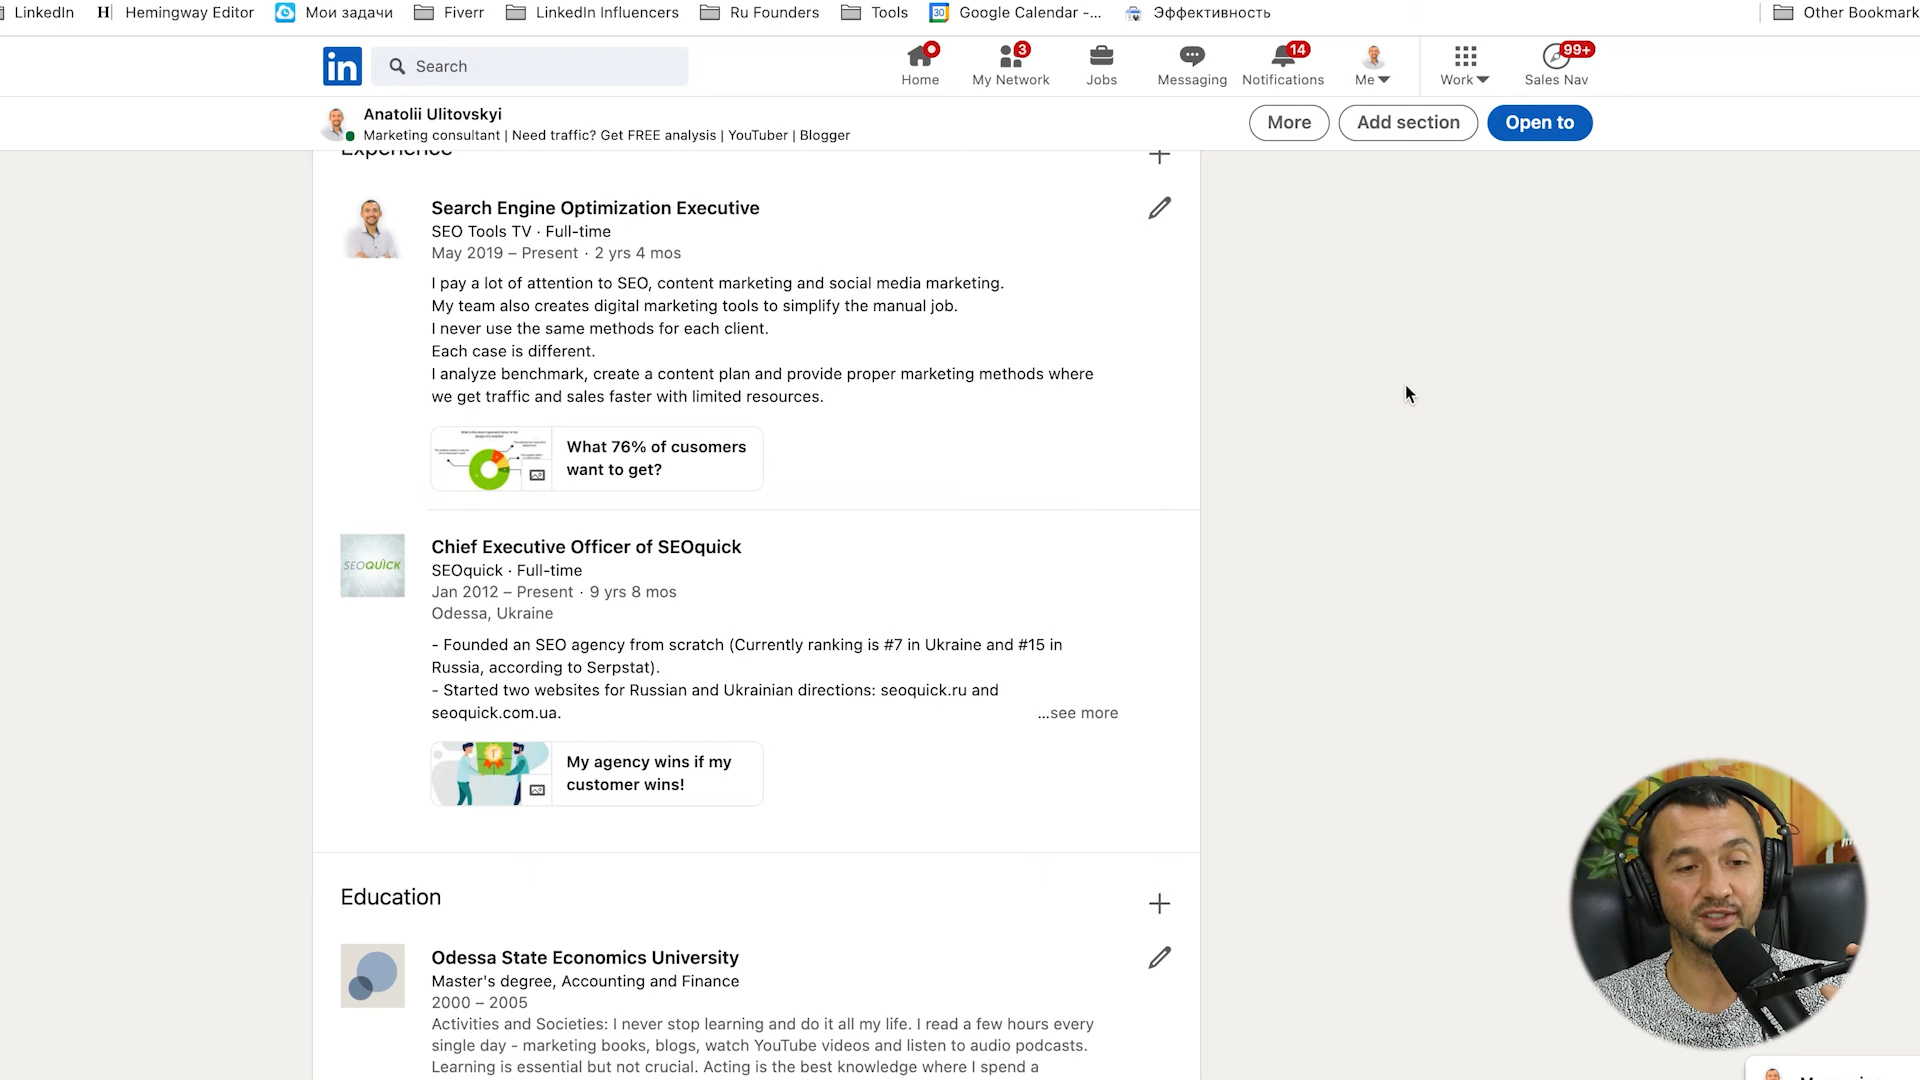 LinkedIn
H Hemingway Editor
Мои задачи
Fiverr
LinkedIn Influencers
Ru Founders
Tools
30 Google Calendar -...
Эффективность
Other Bookmark
in Search
Home
3 My Network
Jobs
Messaging
14 Notifications
Me
Work
99+ Sales Nav
Anatolii Ulitovskyi
Marketing consultant | Need traffic? Get FREE analysis | YouTuber | Blogger
More
Add section
Open to
Experience
Search Engine Optimization Executive
SEO Tools TV · Full-time
May 2019 – Present · 2 yrs 4 mos
I pay a lot of attention to SEO, content marketing and social media marketing.
My team also creates digital marketing tools to simplify the manual job.
I never use the same methods for each client.
Each case is different.
I analyze benchmark, create a content plan and provide proper marketing methods where
we get traffic and sales faster with limited resources.
What 76% of cusomers
want to get?
SEOQUICK
Chief Executive Officer of SEOquick
SEOquick · Full-time
Jan 2012 – Present · 9 yrs 8 mos
Odessa, Ukraine
- Founded an SEO agency from scratch (Currently ranking is #7 in Ukraine and #15 in
Russia, according to Serpstat).
- Started two websites for Russian and Ukrainian directions: seoquick.ru and
seoquick.com.ua.
...see more
My agency wins if my
customer wins!
Education
Odessa State Economics University
Master's degree, Accounting and Finance
2000 – 2005
Activities and Societies: I never stop learning and do it all my life. I read a few hours every
single day - marketing books, blogs, watch YouTube videos and listen to audio podcasts.
Learning is essential but not crucial. Acting is the best knowledge where I spend a